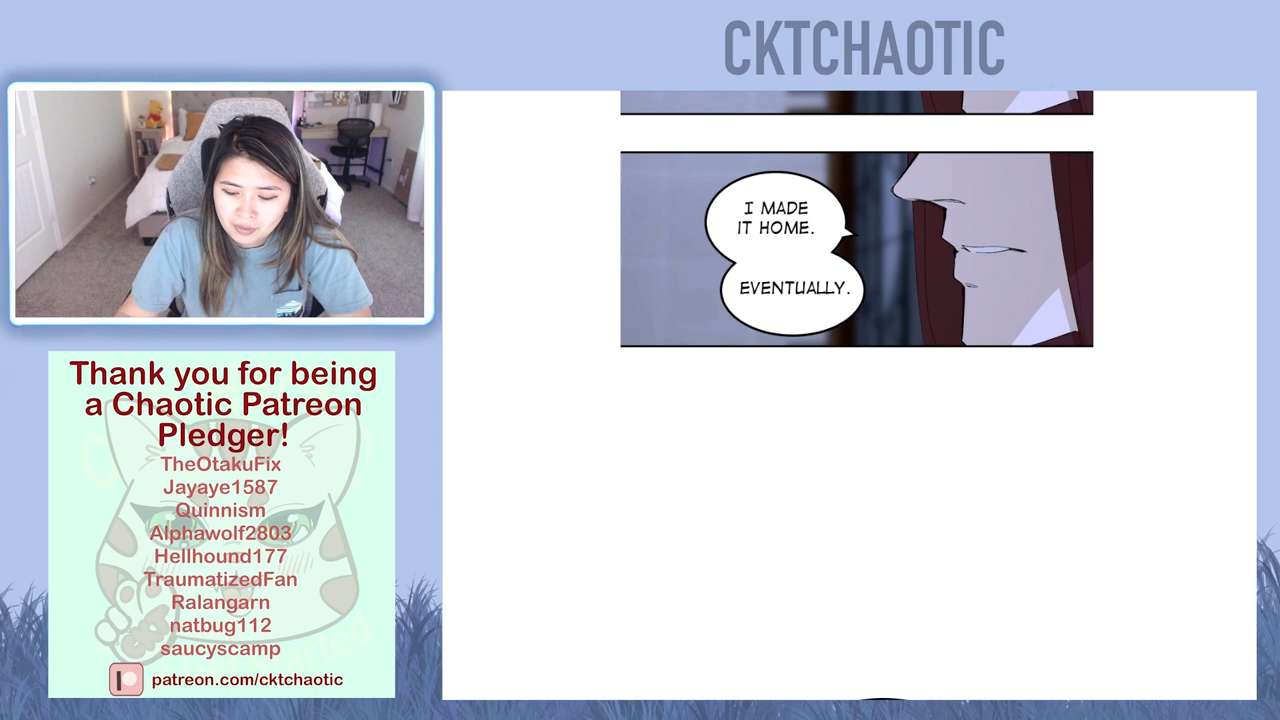 CKTCHAOTIC
I MADE
IT HOME.
EVENTUALLY.
Thank you for being
a Chaotic Patreon
Pledger!
TheOtakuFix
Jayaye1587
Quinnism
Alphawolf2803
Hellhound177
TraumatizedFan
Ralangarn
natbug112
saucyscamp
patreon.com/cktchaotic